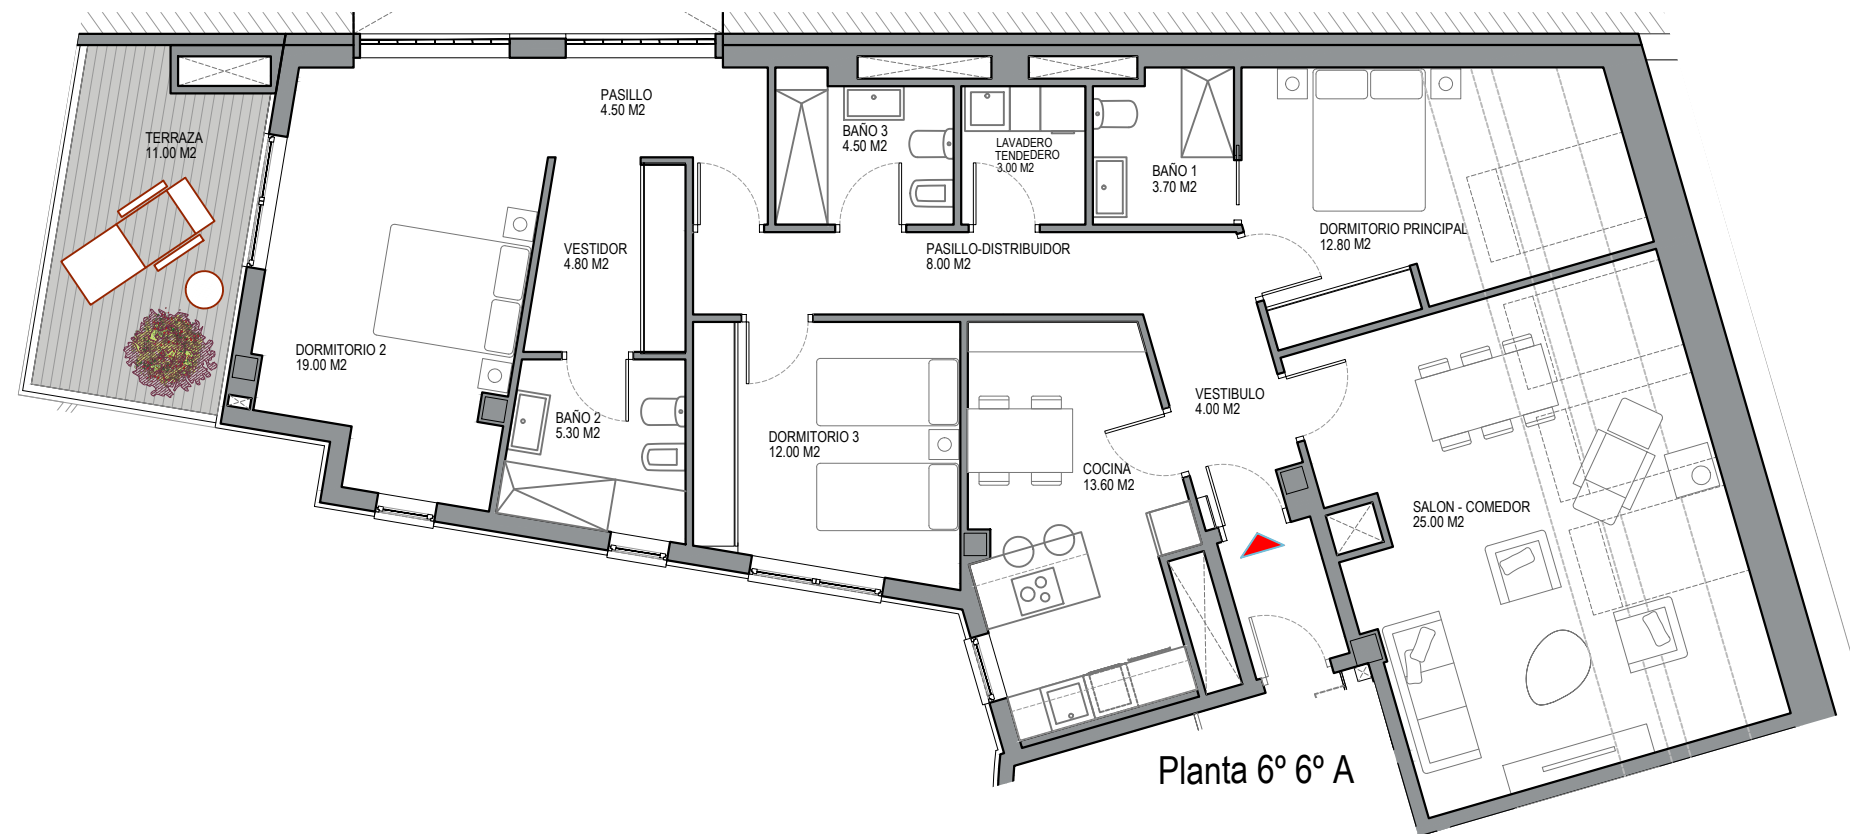 PASILLO
4.50 M2
TERRAZA
11.00 M2
BAÑO 3
4.50 M2
LAVADERO
TENDEDERO
3.00 M2
BAÑO 1
3.70 M2
DORMITORIO PRINCIPAL
12.80 M2
VESTIDOR
4.80 M2
PASILLO-DISTRIBUIDOR
8.00 M2
DORMITORIO 2
19.00 M2
VESTIBULO
4.00 M2
BAÑO 2
5.30 M2
DORMITORIO 3
12.00 M2
COCINA
13.60 M2
SALON - COMEDOR
25.00 M2
Planta 6º 6º A